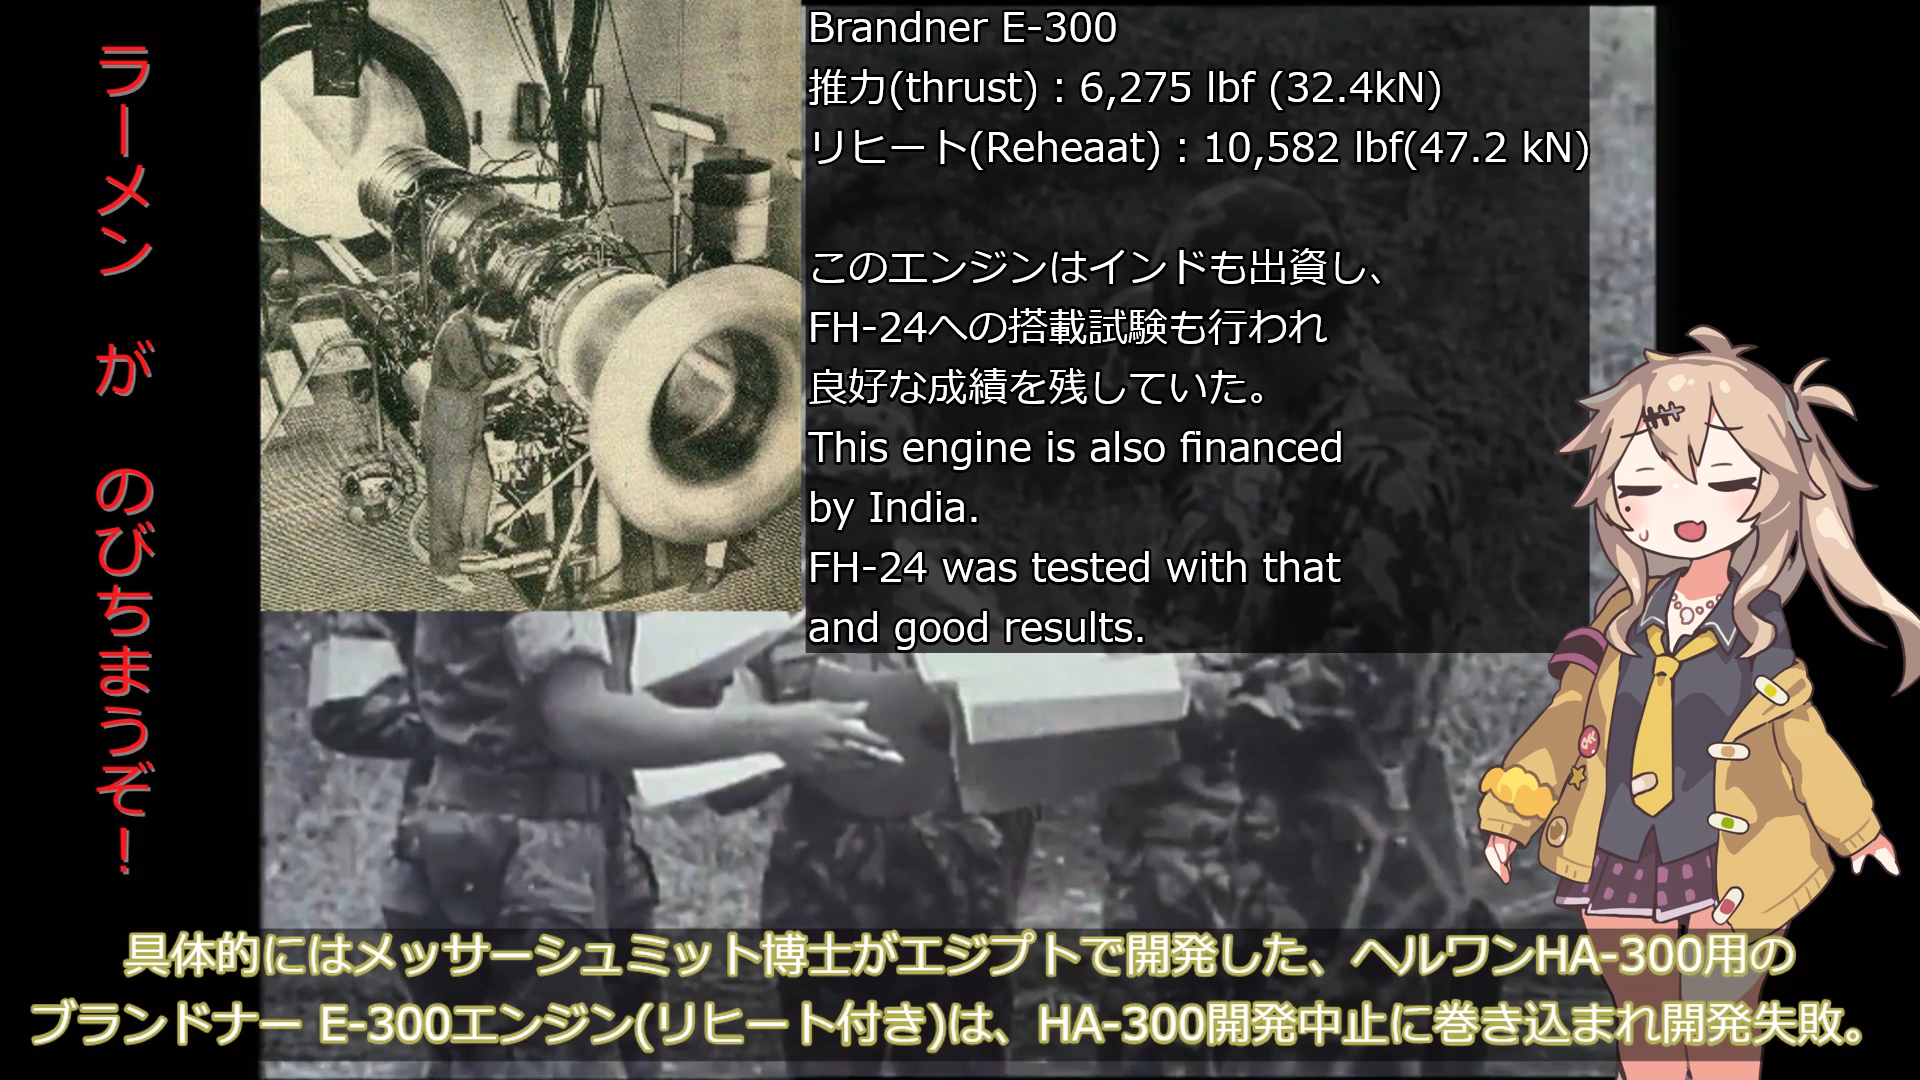 ラーメン が のびちまうぞ！
Brandner E-300
推力(thrust)：6,275 lbf (32.4kN)
リヒート(Reheaat)：10,582 lbf(47.2 kN)
このエンジンはインドも出資し、
FH-24への搭載試験も行われ
良好な成績を残していた。
This engine is also financed
by India.
FH-24 was tested with that
and good results.
具体的にはメッサーシュミット博士がエジプトで開発した、ヘルワンHA-300用の
ブランドナー E-300エンジン(リヒート付き)は、HA-300開発中止に巻き込まれ開発失敗。